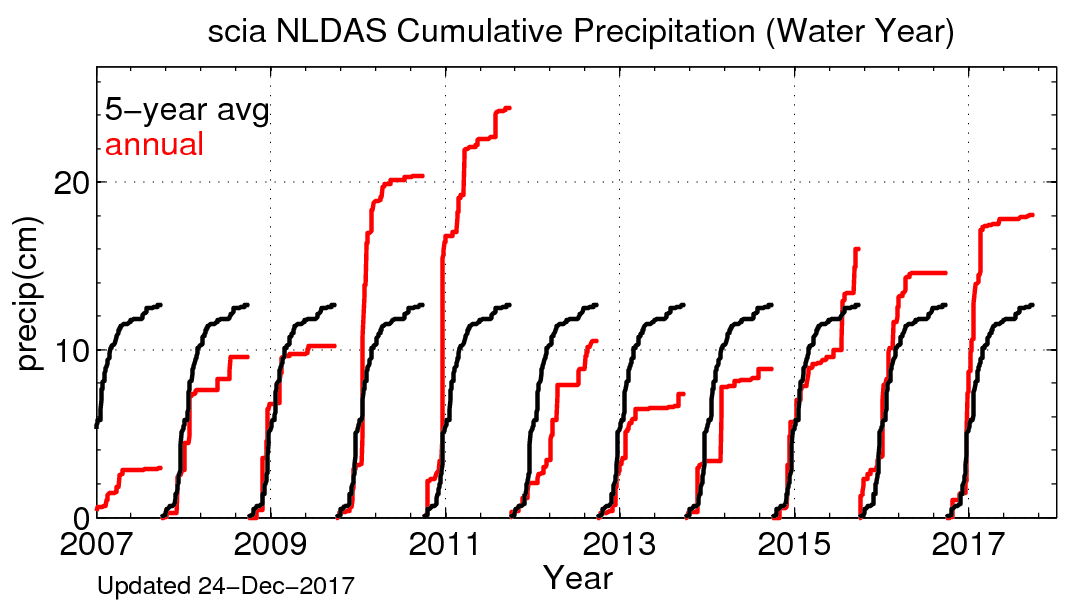 scia NLDAS Cumulative Precipitation (Water Year)
5−year avg
annual
20
10
0
precip(cm)
2007 2009 2011 2013 2015 2017
Year
Updated 24−Dec−2017